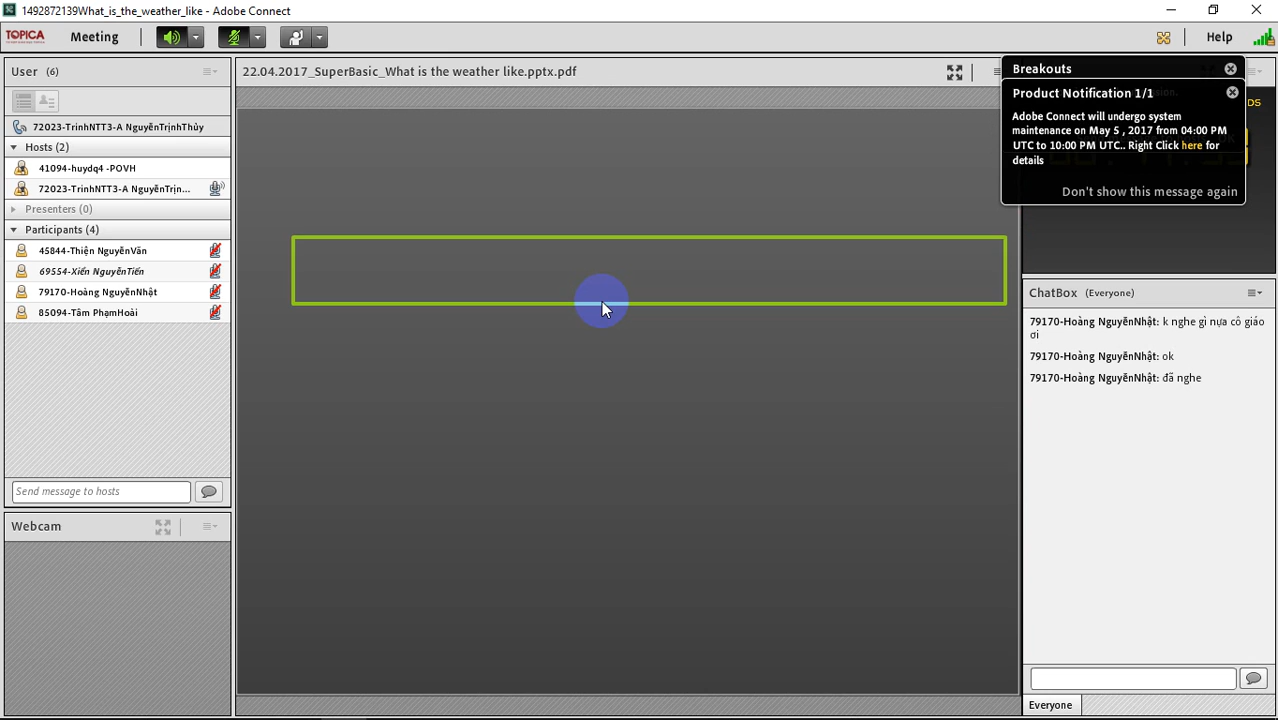 1492872139What_is_the_weather_like - Adobe Connect
TOPICA
Meeting
Help
User (6)
72023-TrinhNTT3-A NguyễnTrịnhThủy
Hosts (2)
41094-huydq4 -POVH
72023-TrinhNTT3-A NguyễnTrịn...
Presenters (0)
Participants (4)
45844-Thiện NguyễnVăn
69554-Xiển NguyễnTiến
79170-Hoàng NguyễnNhật
85094-Tâm PhạmHoài
Send message to hosts
Webcam
22.04.2017_SuperBasic_What is the weather like.pptx.pdf
Breakouts
Product Notification 1/1
Adobe Connect will undergo system
maintenance on May 5 , 2017 from 04:00 PM
UTC to 10:00 PM UTC.. Right Click here for
details
Don't show this message again
ChatBox (Everyone)
79170-Hoàng NguyễnNhật: k nghe gì nựa cô giáo
ơi
79170-Hoàng NguyễnNhật: ok
79170-Hoàng NguyễnNhật: đã nghe
Everyone